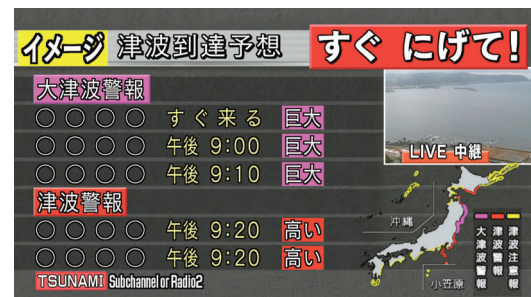 イメージ 津波到達予想 すぐ にげて!
大津波警報
○○○○ すぐ来る 巨大
○○○○ 午後 9:00 巨大
○○○○ 午後 9:10 巨大
津波警報
○○○○ 午後 9:20 高い
○○○○ 午後 9:20 高い
TSUNAMI Subchannel or Radio2
LIVE 中継
沖縄
小笠原
大津波警報
津波警報
津波注意報